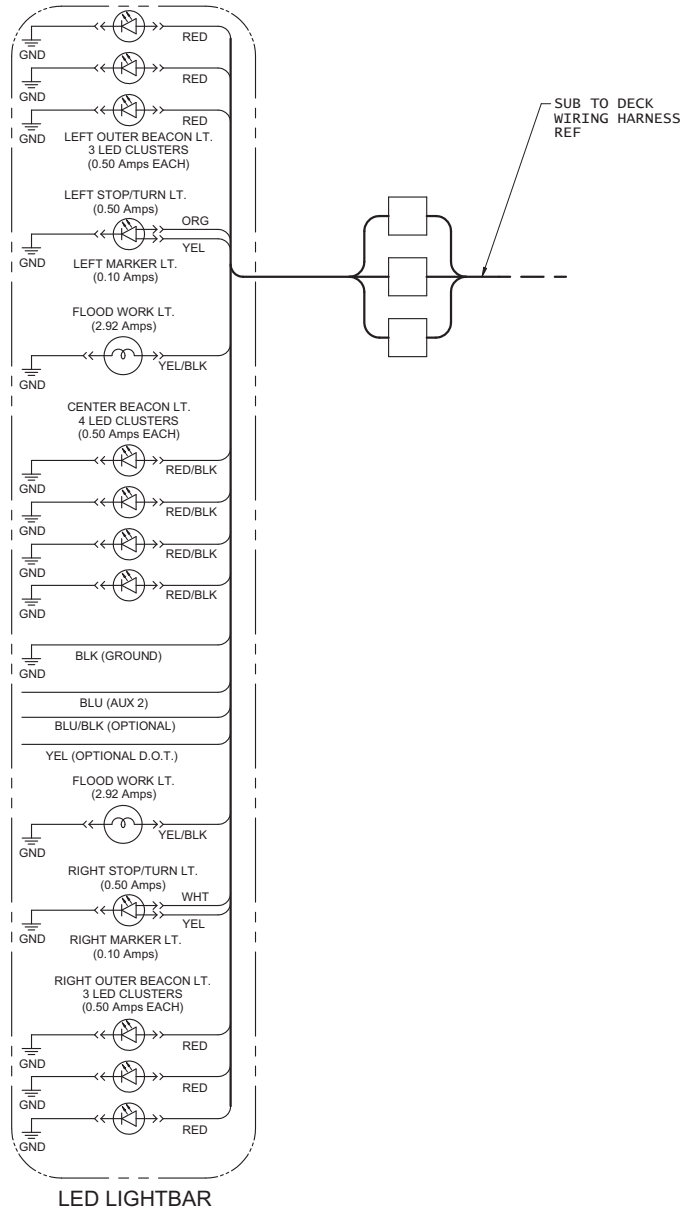 RED
GND
RED
GND
RED
GND
LEFT OUTER BEACON LT.
3 LED CLUSTERS
(0.50 Amps EACH)
SUB TO DECK
WIRING HARNESS
REF
LEFT STOP/TURN LT.
(0.50 Amps)
ORG
YEL
GND
LEFT MARKER LT.
(0.10 Amps)
FLOOD WORK LT.
(2.92 Amps)
YEL/BLK
GND
CENTER BEACON LT.
4 LED CLUSTERS
(0.50 Amps EACH)
RED/BLK
GND
RED/BLK
GND
RED/BLK
GND
RED/BLK
GND
BLK (GROUND)
GND
BLU (AUX 2)
BLU/BLK (OPTIONAL)
YEL (OPTIONAL D.O.T.)
FLOOD WORK LT.
(2.92 Amps)
YEL/BLK
GND
RIGHT STOP/TURN LT.
(0.50 Amps)
WHT
YEL
GND
RIGHT MARKER LT.
(0.10 Amps)
RIGHT OUTER BEACON LT.
3 LED CLUSTERS
(0.50 Amps EACH)
RED
GND
RED
GND
RED
GND
LED LIGHTBAR